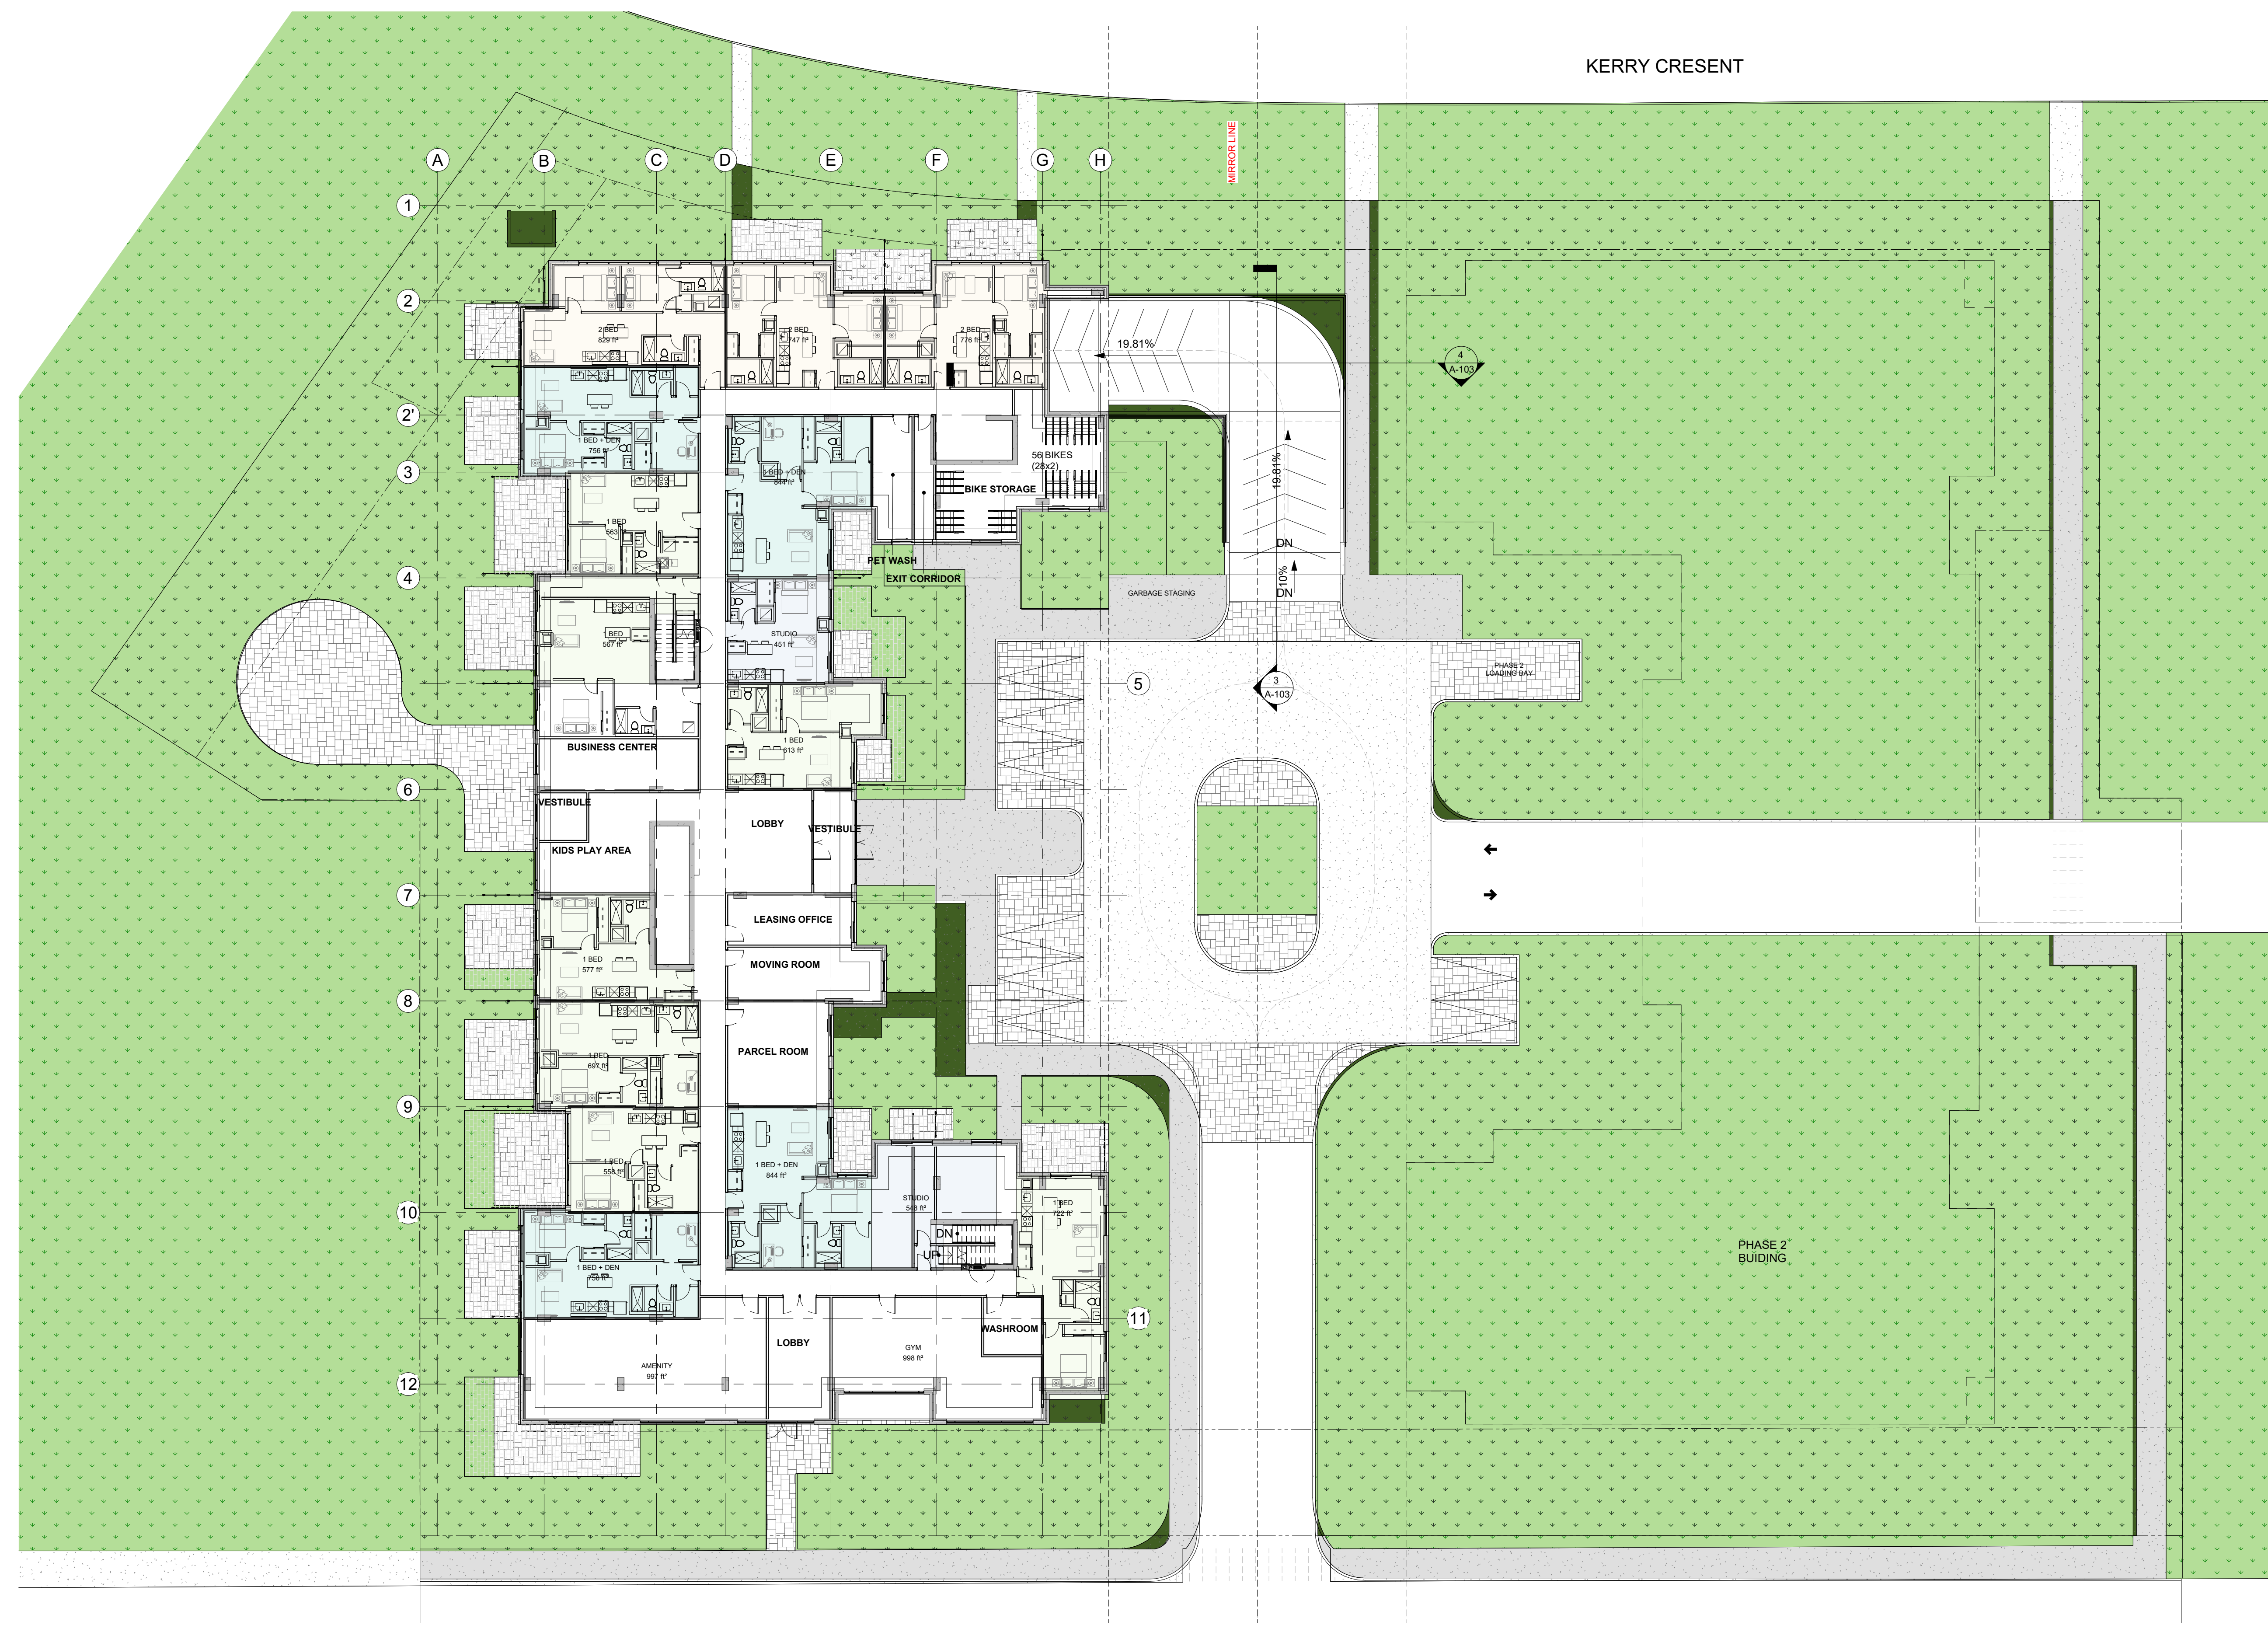 KERRY CRESENT
MIRROR LINE
A
B
C
D
E
F
G
H
1
2
2 BED
829 ft²
2 BED
747 ft²
2 BED
776 ft²
19.81%
4
A-103
2'
1 BED + DEN
756 ft²
1 BED + DEN
844 ft²
56 BIKES
(28x2)
BIKE STORAGE
19.81%
3
1 BED
563 ft²
DN
PET WASH
EXIT CORRIDOR
4
10%
DN
GARBAGE STAGING
1 BED
567 ft²
STUDIO
451 ft²
PHASE 2
LOADING BAY
5
3
A-103
BUSINESS CENTER
1 BED
613 ft²
6
VESTIBULE
LOBBY
VESTIBULE
KIDS PLAY AREA
7
LEASING OFFICE
1 BED
577 ft²
MOVING ROOM
8
PARCEL ROOM
1 BED
697 ft²
9
1 BED
558 ft²
1 BED + DEN
844 ft²
STUDIO
548 ft²
1 BED
722 ft²
10
DN
UP
PHASE 2
BUIDING
1 BED + DEN
756 ft²
11
WASHROOM
LOBBY
GYM
998 ft²
AMENITY
997 ft²
12